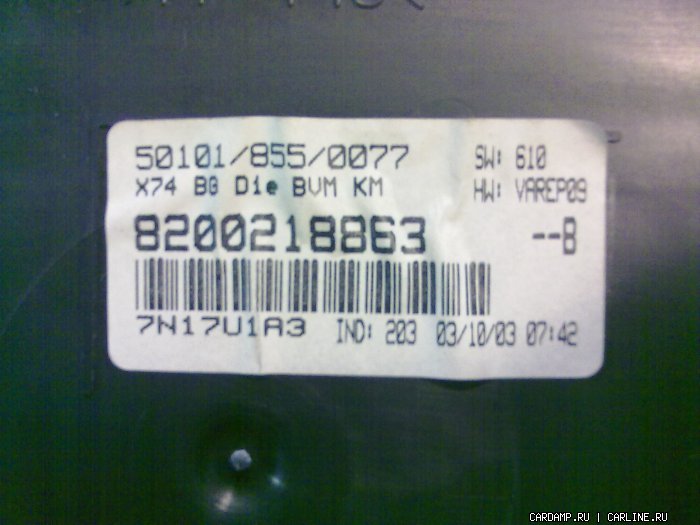 50101/855/0077 SW: 610
X74 BG Die BVM KM HW: VAREP09
8200218863 --B
7N17U1A3 IND: 203 03/10/03 07:42
CARDAMP.RU | CARLINE.RU